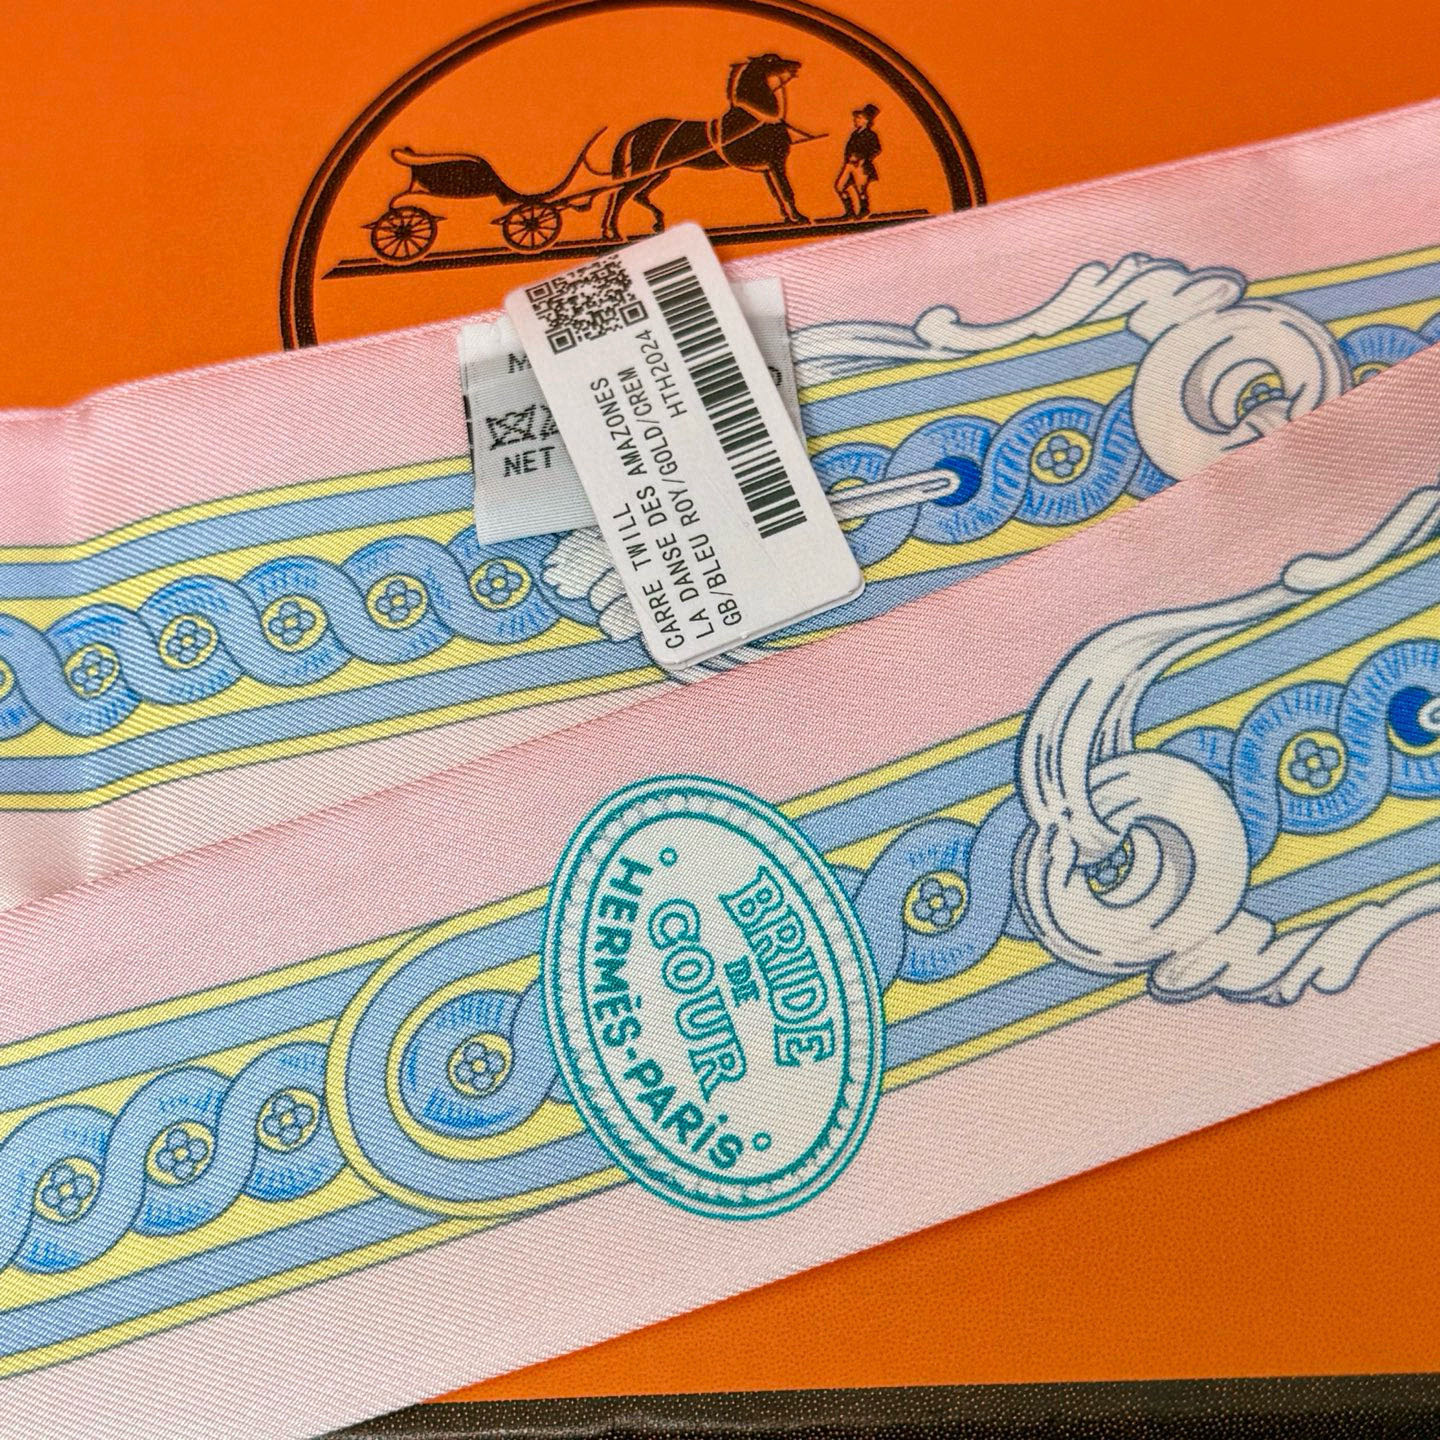 CARRE TWILL
LA DANSE DES AMAZONES
GB/BLEU ROY/GOLD/CREM
HTH2024
NET
BRIDE
DE
COUR
HERMÈS-PARIS